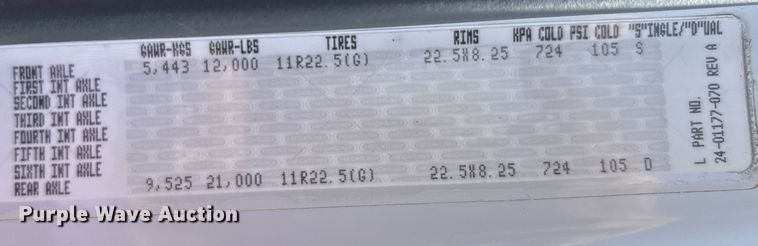 GAWR-KGS GAWR-LBS TIRES RIMS KPA COLD PSI COLD "S"INGLE/"D"UAL
FRONT AXLE 5,443 12,000 11R22.5(G) 22.5X8.25 724 105 S
FIRST INT AXLE
SECOND INT AXLE
THIRD INT AXLE
FOURTH INT AXLE
FIFTH INT AXLE
SIXTH INT AXLE
REAR AXLE 9,525 21,000 11R22.5(G) 22.5X8.25 724 105 D
L PART NO.
24-01177-070 REV A
Purple Wave Auction